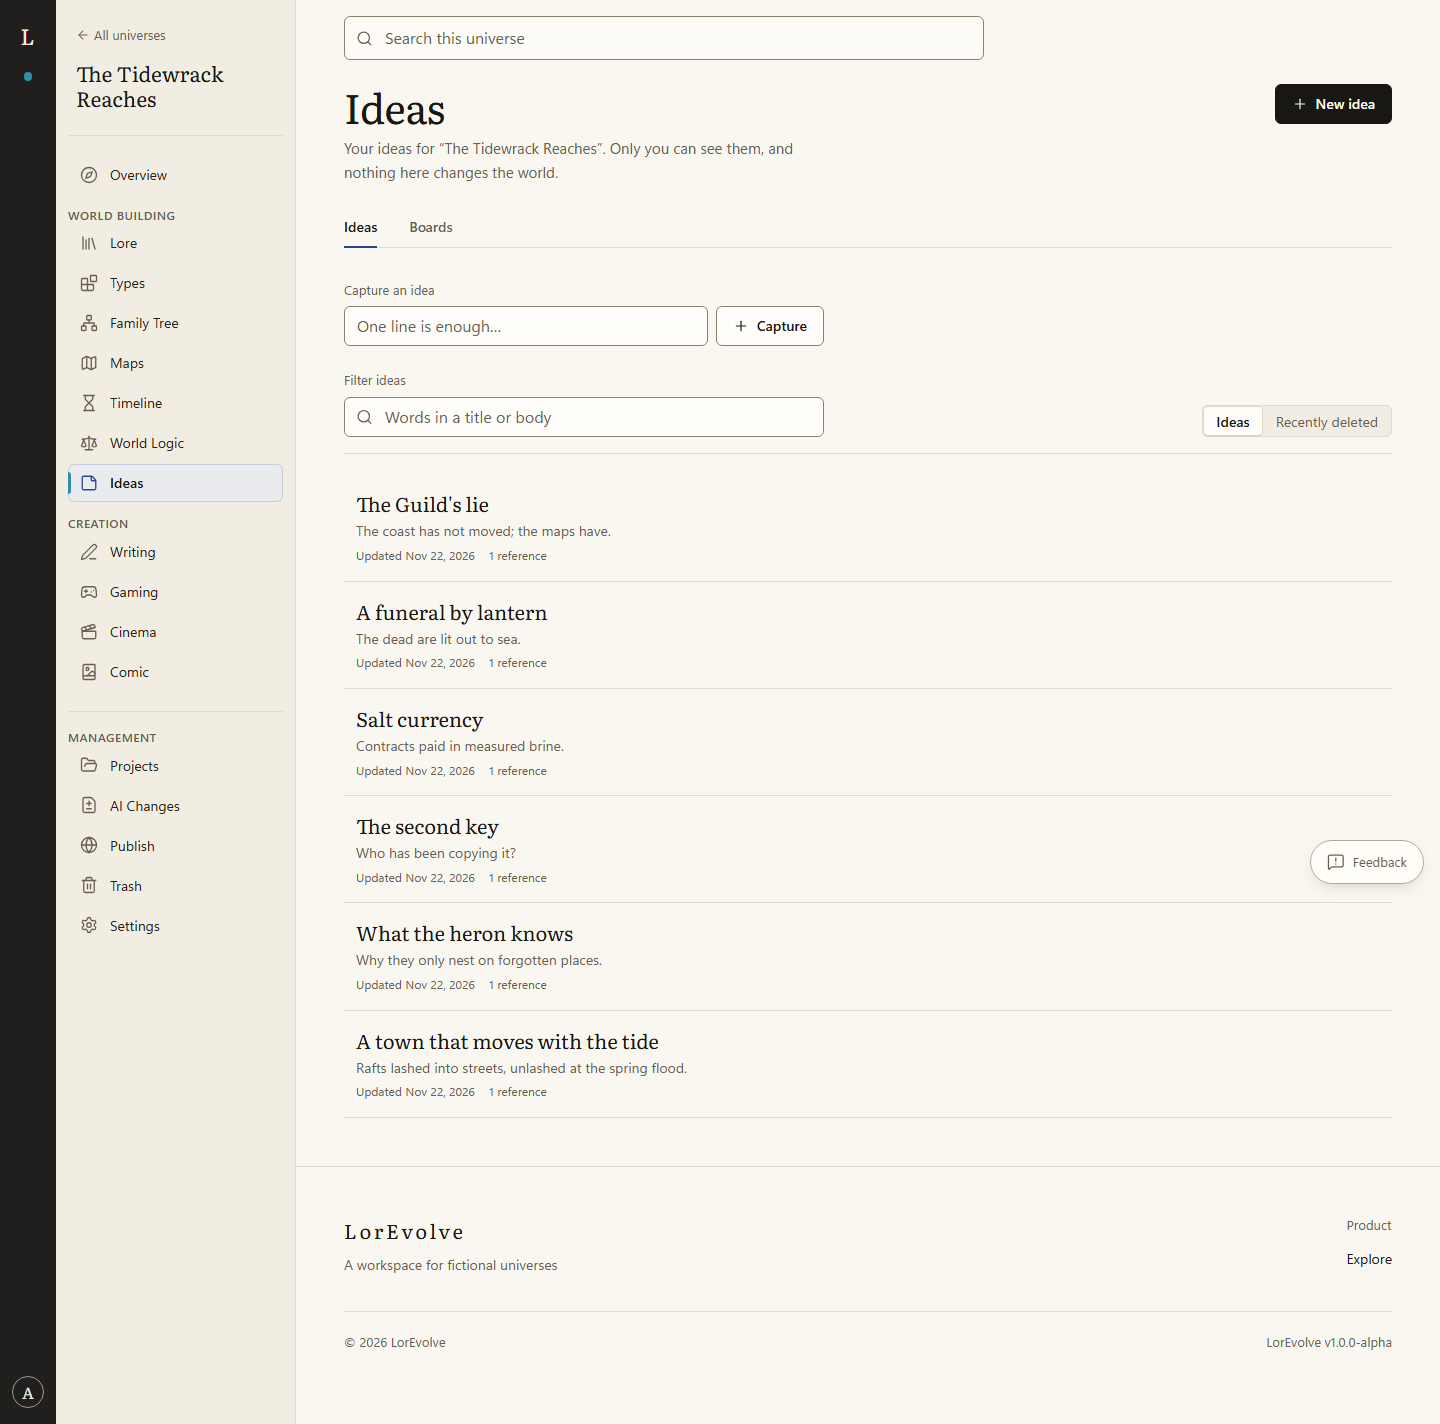 L
← All universes
The Tidewrack
Reaches
Overview
WORLD BUILDING
Lore
Types
Family Tree
Maps
Timeline
World Logic
Ideas
CREATION
Writing
Gaming
Cinema
Comic
MANAGEMENT
Projects
AI Changes
Publish
Trash
Settings
A
Search this universe
Ideas
+ New idea
Your ideas for “The Tidewrack Reaches”. Only you can see them, and
nothing here changes the world.
Ideas Boards
Capture an idea
One line is enough...
+ Capture
Filter ideas
Words in a title or body
Ideas Recently deleted
The Guild's lie
The coast has not moved; the maps have.
Updated Nov 22, 2026 1 reference
A funeral by lantern
The dead are lit out to sea.
Updated Nov 22, 2026 1 reference
Salt currency
Contracts paid in measured brine.
Updated Nov 22, 2026 1 reference
The second key
Who has been copying it?
Updated Nov 22, 2026 1 reference
Feedback
What the heron knows
Why they only nest on forgotten places.
Updated Nov 22, 2026 1 reference
A town that moves with the tide
Rafts lashed into streets, unlashed at the spring flood.
Updated Nov 22, 2026 1 reference
LorEvolve
A workspace for fictional universes
Product
Explore
© 2026 LorEvolve
LorEvolve v1.0.0-alpha